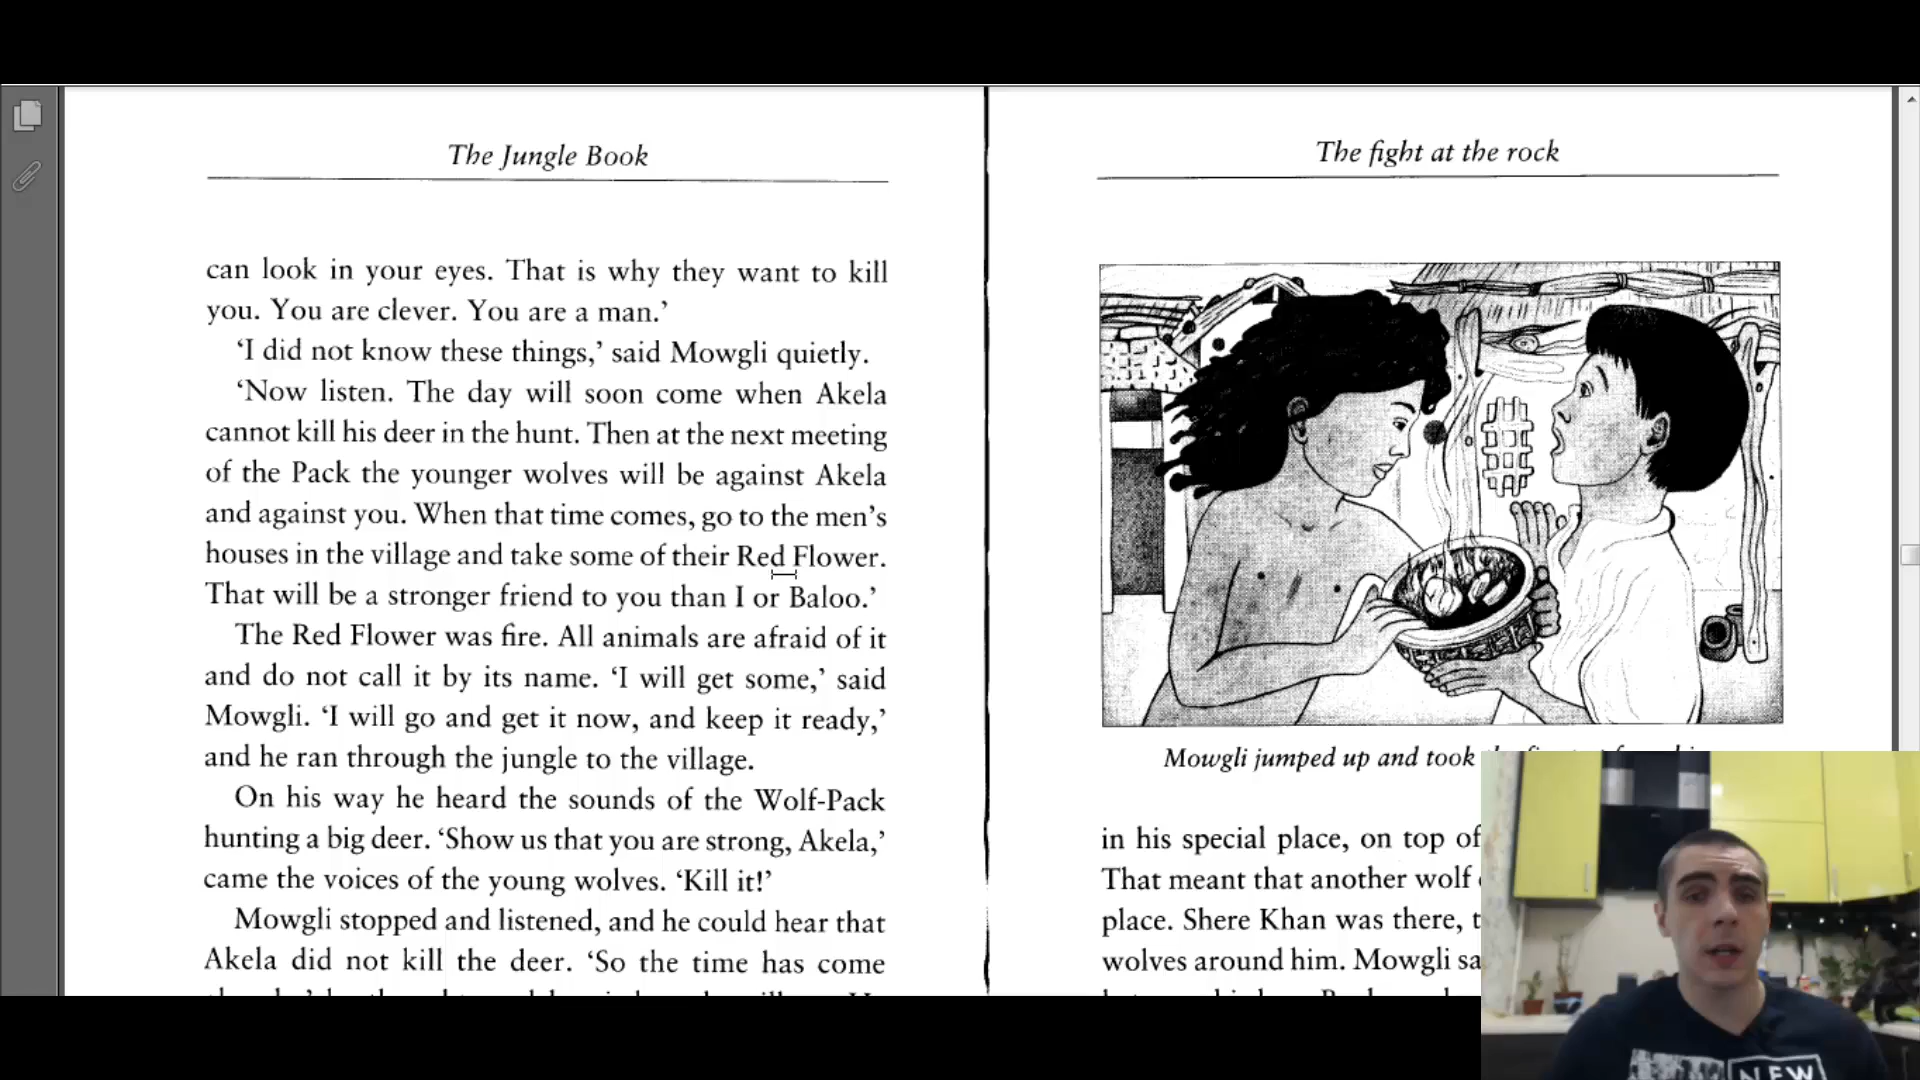 The Jungle Book
can look in your eyes. That is why they want to kill
you. You are clever. You are a man.’
‘I did not know these things,’ said Mowgli quietly.
‘Now listen. The day will soon come when Akela
cannot kill his deer in the hunt. Then at the next meeting
of the Pack the younger wolves will be against Akela
and against you. When that time comes, go to the men’s
houses in the village and take some of their Red Flower.
That will be a stronger friend to you than I or Baloo.’
The Red Flower was fire. All animals are afraid of it
and do not call it by its name. ‘I will get some,’ said
Mowgli. ‘I will go and get it now, and keep it ready,’
and he ran through the jungle to the village.
On his way he heard the sounds of the Wolf-Pack
hunting a big deer. ‘Show us that you are strong, Akela,’
came the voices of the young wolves. ‘Kill it!’
Mowgli stopped and listened, and he could hear that
Akela did not kill the deer. ‘So the time has come
The fight at the rock
Mowgli jumped up and took
in his special place, on top of
That meant that another wolf
place. Shere Khan was there,
wolves around him. Mowgli
NEW